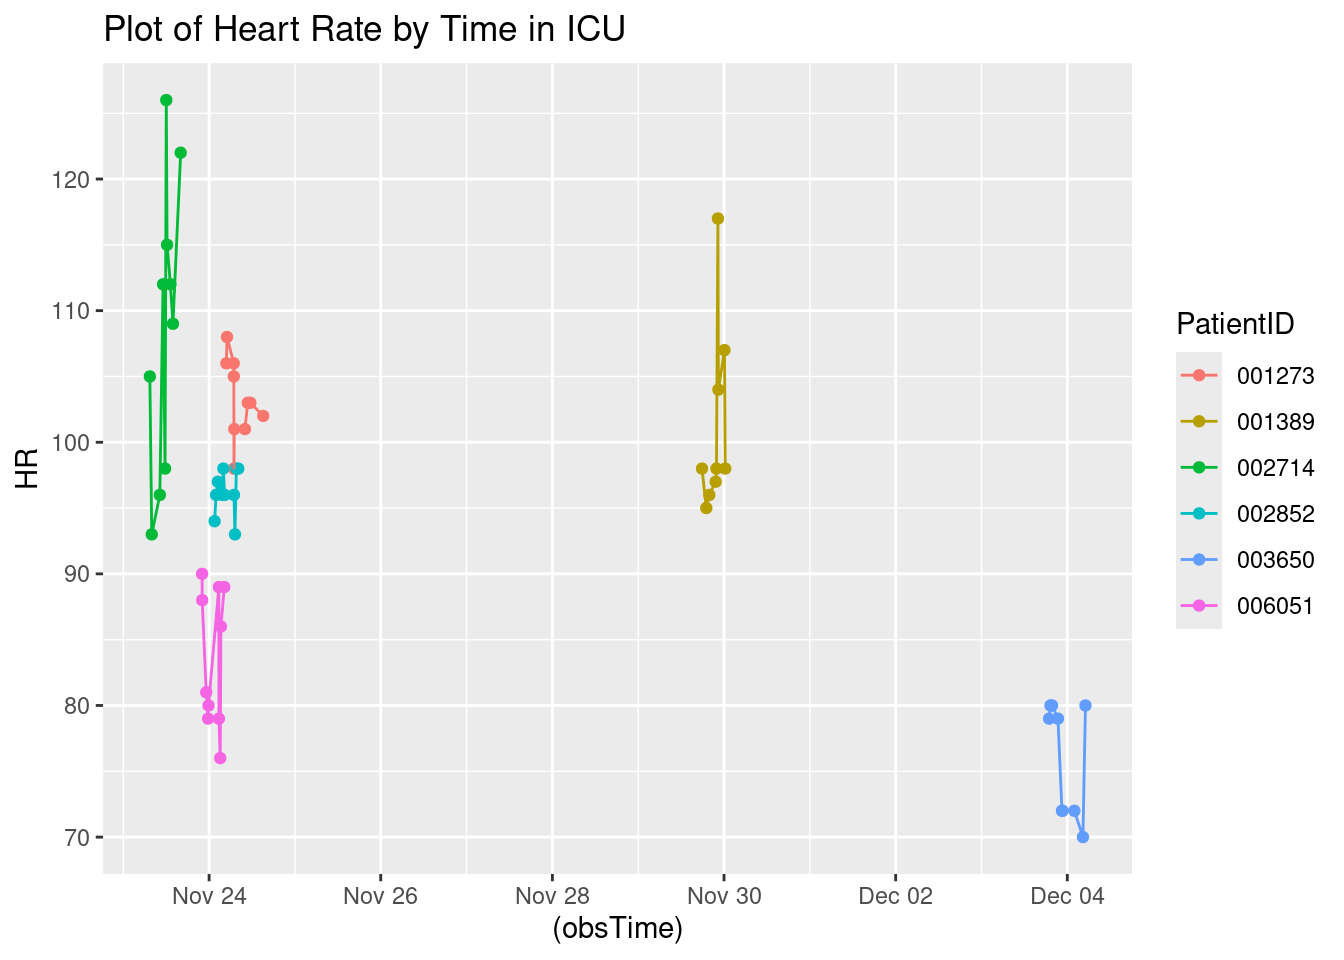 Plot of Heart Rate by Time in ICU
HR
120
110
100
90
80
70
Nov 24 Nov 26 Nov 28 Nov 30 Dec 02 Dec 04
(obsTime)
PatientID
001273
001389
002714
002852
003650
006051